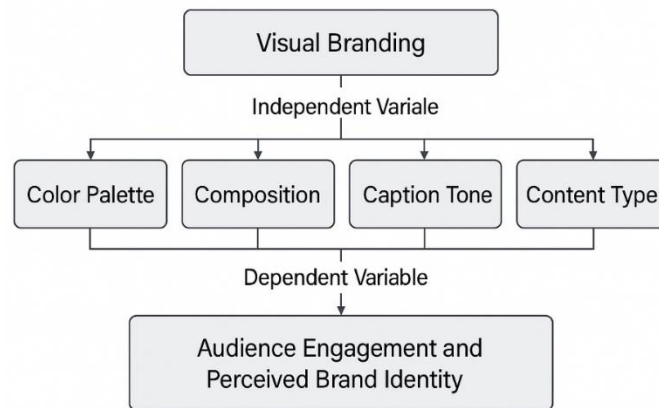 Visual Branding
Independent Variale
Color Palette
Composition
Caption Tone
Content Type
Dependent Variable
Audience Engagement and
Perceived Brand Identity